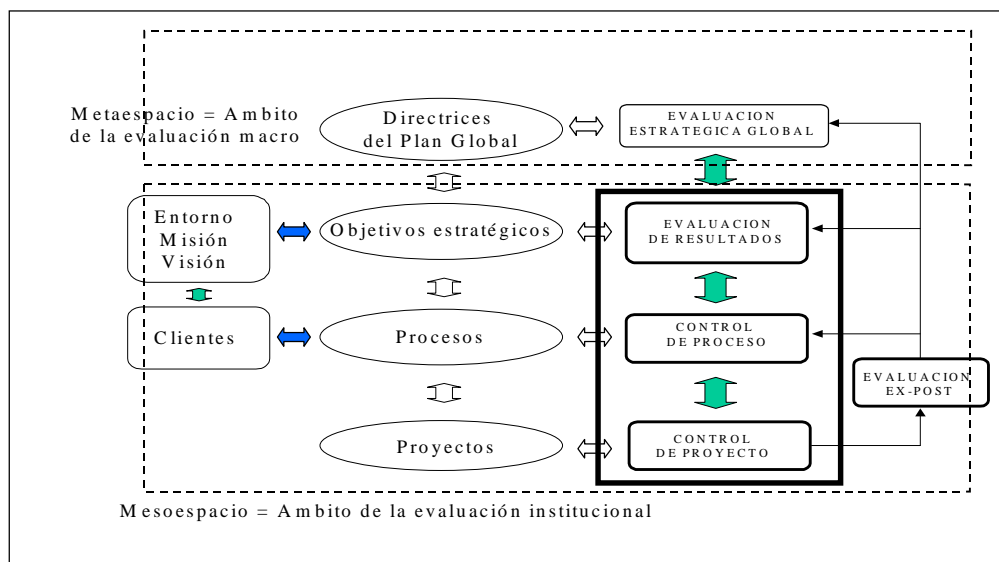 Metaespacio = Ambito
de la evaluación macro
Directrices
del Plan Global
EVALUACION
ESTRATEGICA GLOBAL
Entorno
Misión
Visión
Objetivos estratégicos
EVALUACION
DE RESULTADOS
Clientes
Procesos
CONTROL
DE PROCESO
EVALUACION
EX-POST
Proyectos
CONTROL
DE PROYECTO
Mesoespacio = Ambito de la evaluación institucional